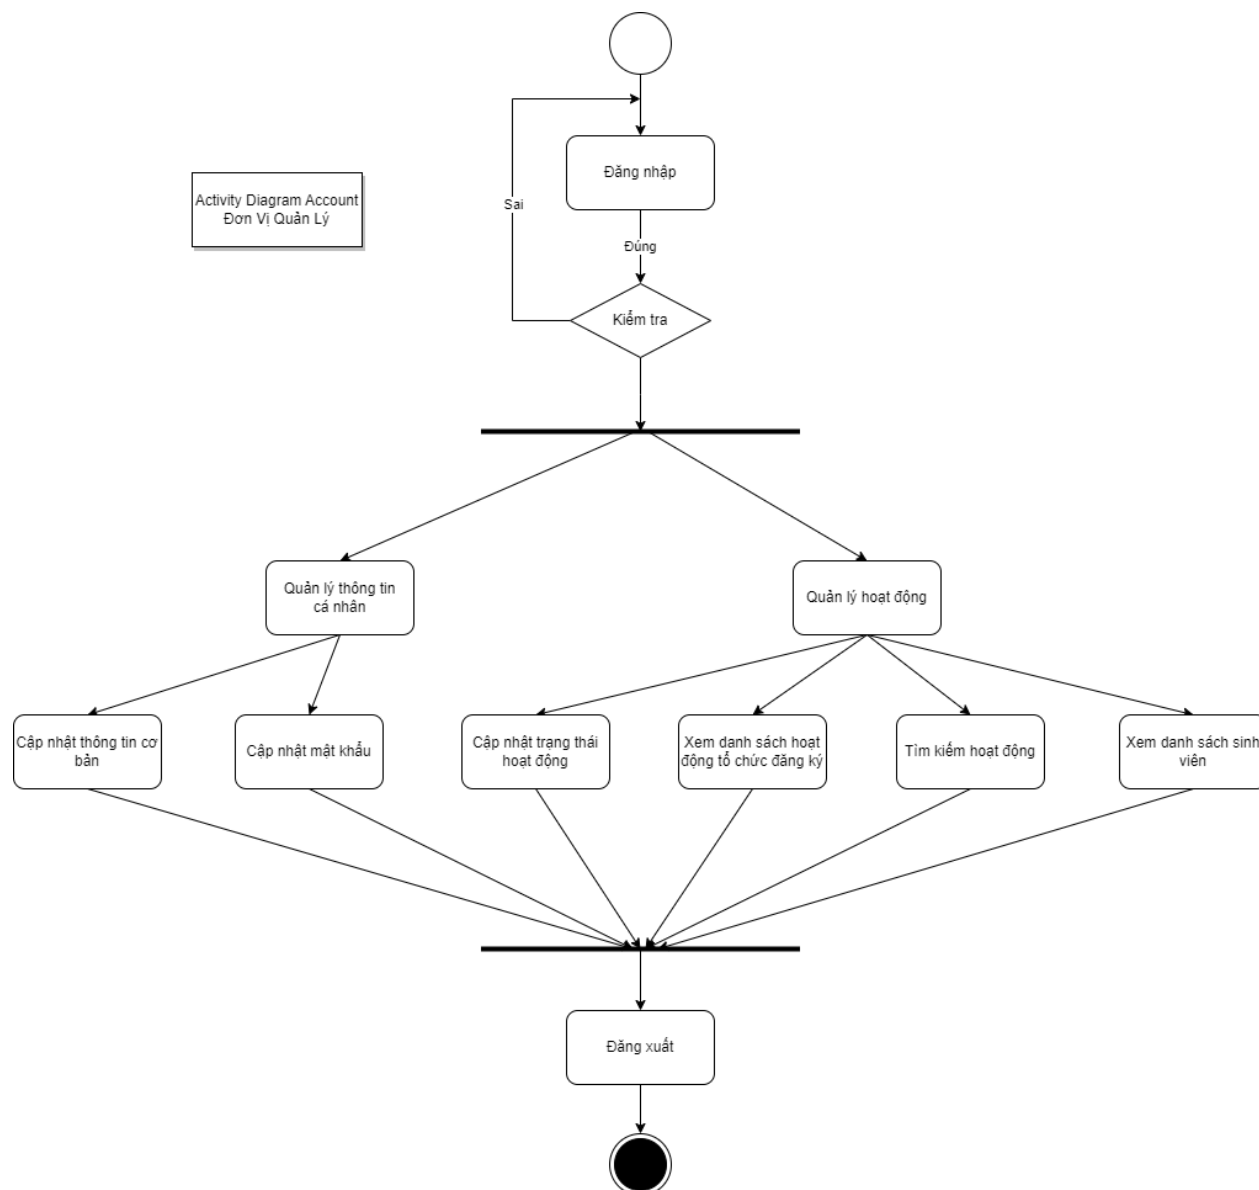 Đăng nhập
Activity Diagram Account
Đơn Vị Quản Lý
Sai
Đúng
Kiểm tra
Quản lý thông tin
cá nhân
Quản lý hoạt động
Cập nhật thông tin cơ
bản
Cập nhật mật khẩu
Cập nhật trạng thái
hoạt động
Xem danh sách hoạt
động tổ chức đăng ký
Tìm kiếm hoạt động
Xem danh sách sinh
viên
Đăng xuất